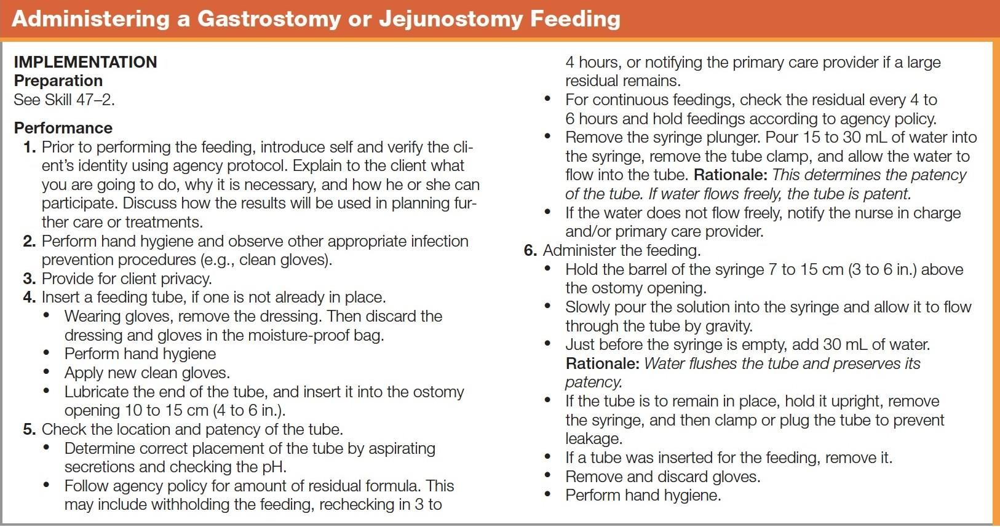 Administering a Gastrostomy or Jejunostomy Feeding
IMPLEMENTATION
Preparation
See Skill 47–2.
Performance
1. Prior to performing the feeding, introduce self and verify the cli-
ent’s identity using agency protocol. Explain to the client what
you are going to do, why it is necessary, and how he or she can
participate. Discuss how the results will be used in planning fur-
ther care or treatments.
2. Perform hand hygiene and observe other appropriate infection
prevention procedures (e.g., clean gloves).
3. Provide for client privacy.
4. Insert a feeding tube, if one is not already in place.
• Wearing gloves, remove the dressing. Then discard the
dressing and gloves in the moisture-proof bag.
• Perform hand hygiene
• Apply new clean gloves.
• Lubricate the end of the tube, and insert it into the ostomy
opening 10 to 15 cm (4 to 6 in.).
5. Check the location and patency of the tube.
• Determine correct placement of the tube by aspirating
secretions and checking the pH.
• Follow agency policy for amount of residual formula. This
may include withholding the feeding, rechecking in 3 to
4 hours, or notifying the primary care provider if a large
residual remains.
• For continuous feedings, check the residual every 4 to
6 hours and hold feedings according to agency policy.
• Remove the syringe plunger. Pour 15 to 30 mL of water into
the syringe, remove the tube clamp, and allow the water to
flow into the tube. Rationale: This determines the patency
of the tube. If water flows freely, the tube is patent.
• If the water does not flow freely, notify the nurse in charge
and/or primary care provider.
6. Administer the feeding.
• Hold the barrel of the syringe 7 to 15 cm (3 to 6 in.) above
the ostomy opening.
• Slowly pour the solution into the syringe and allow it to flow
through the tube by gravity.
• Just before the syringe is empty, add 30 mL of water.
Rationale: Water flushes the tube and preserves its
patency.
• If the tube is to remain in place, hold it upright, remove
the syringe, and then clamp or plug the tube to prevent
leakage.
• If a tube was inserted for the feeding, remove it.
• Remove and discard gloves.
• Perform hand hygiene.